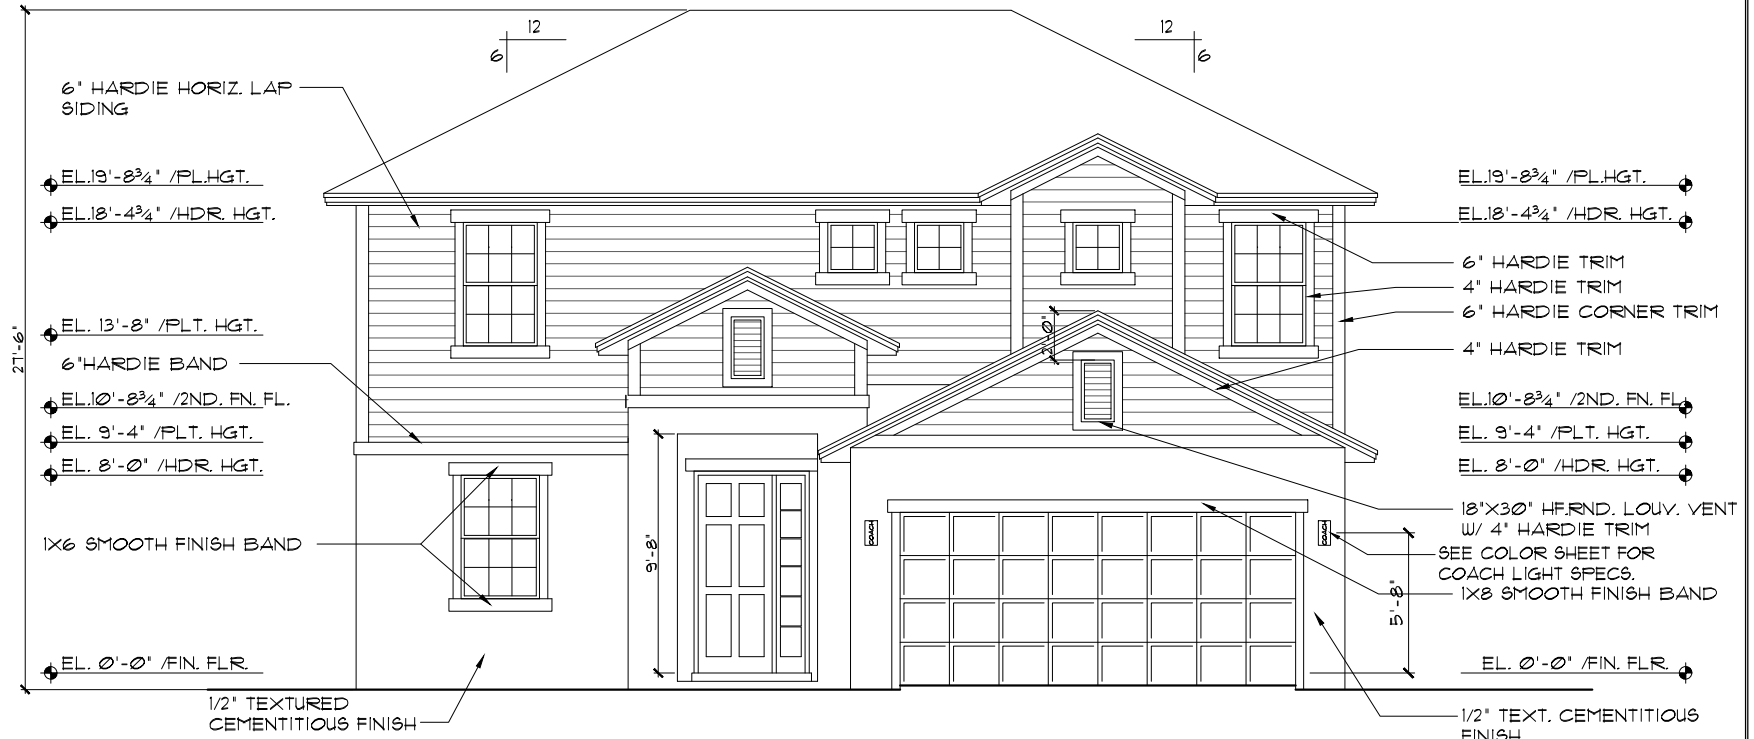 12
6
12
6
6" HARDIE HORIZ. LAP
SIDING
EL.19'-8¾" /PL.HGT.
EL.18'-4¾" /HDR. HGT.
EL. 13'-8" /PLT. HGT.
6"HARDIE BAND
EL.10'-8¾" /2ND. FN. FL.
EL. 9'-4" /PLT. HGT.
EL. 8'-0" /HDR. HGT.
1X6 SMOOTH FINISH BAND
EL. 0'-0" /FIN. FLR.
1/2" TEXTURED
CEMENTITIOUS FINISH
27'-6"
9'-8"
2'-0"
COACH
COACH
5'-8"
EL.19'-8¾" /PL.HGT.
EL.18'-4¾" /HDR. HGT.
6" HARDIE TRIM
4" HARDIE TRIM
6" HARDIE CORNER TRIM
4" HARDIE TRIM
EL.10'-8¾" /2ND. FN. FL
EL. 9'-4" /PLT. HGT.
EL. 8'-0" /HDR. HGT.
18"X30" HF.RND. LOUV. VENT
W/ 4" HARDIE TRIM
SEE COLOR SHEET FOR
COACH LIGHT SPECS.
1X8 SMOOTH FINISH BAND
EL. 0'-0" /FIN. FLR.
1/2" TEXT. CEMENTITIOUS
FINISH